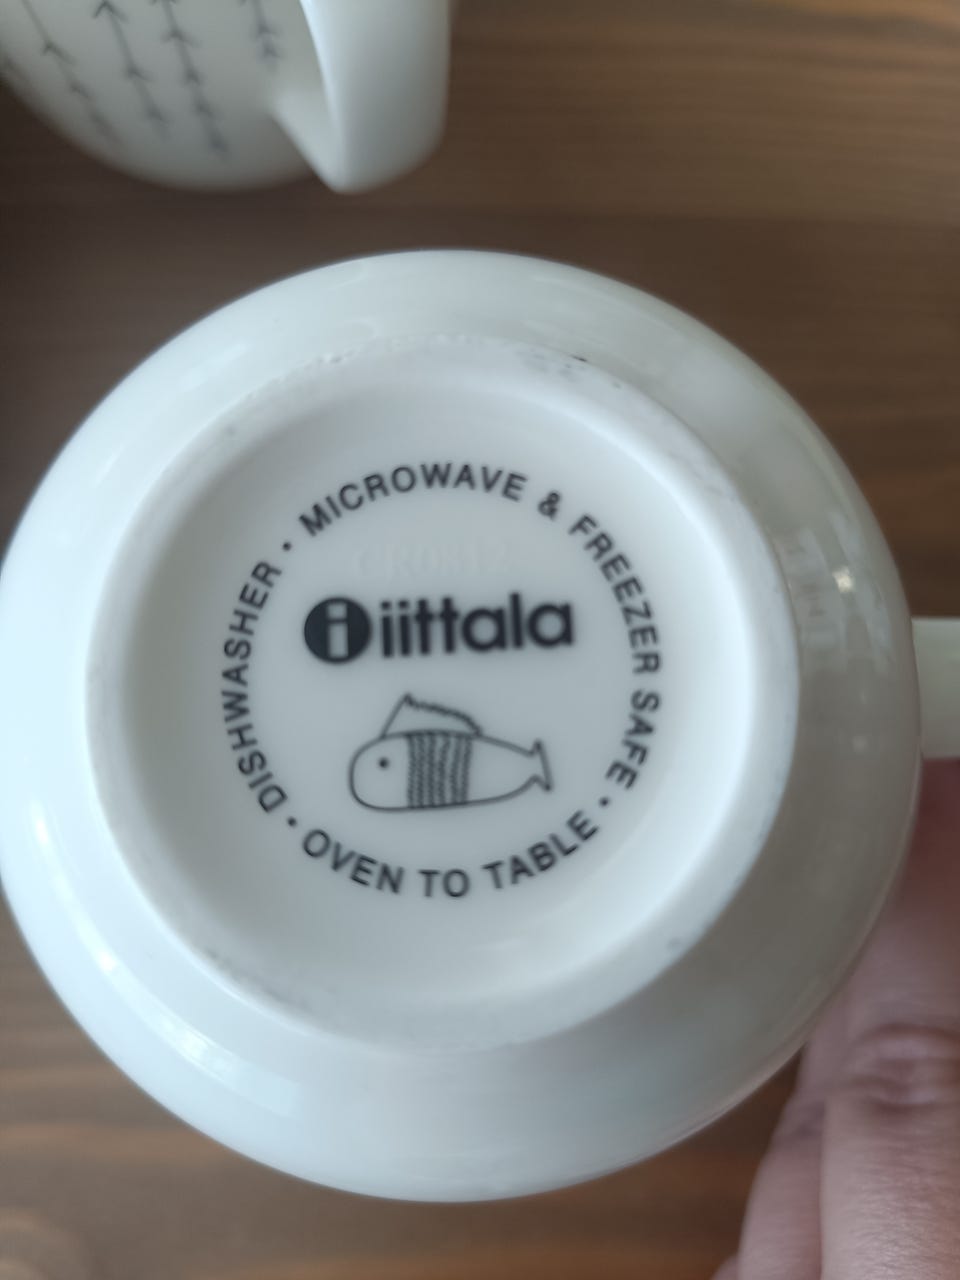 MICROWAVE & FREEZER SAFE • OVEN TO TABLE • DISHWASHER •
i iittala